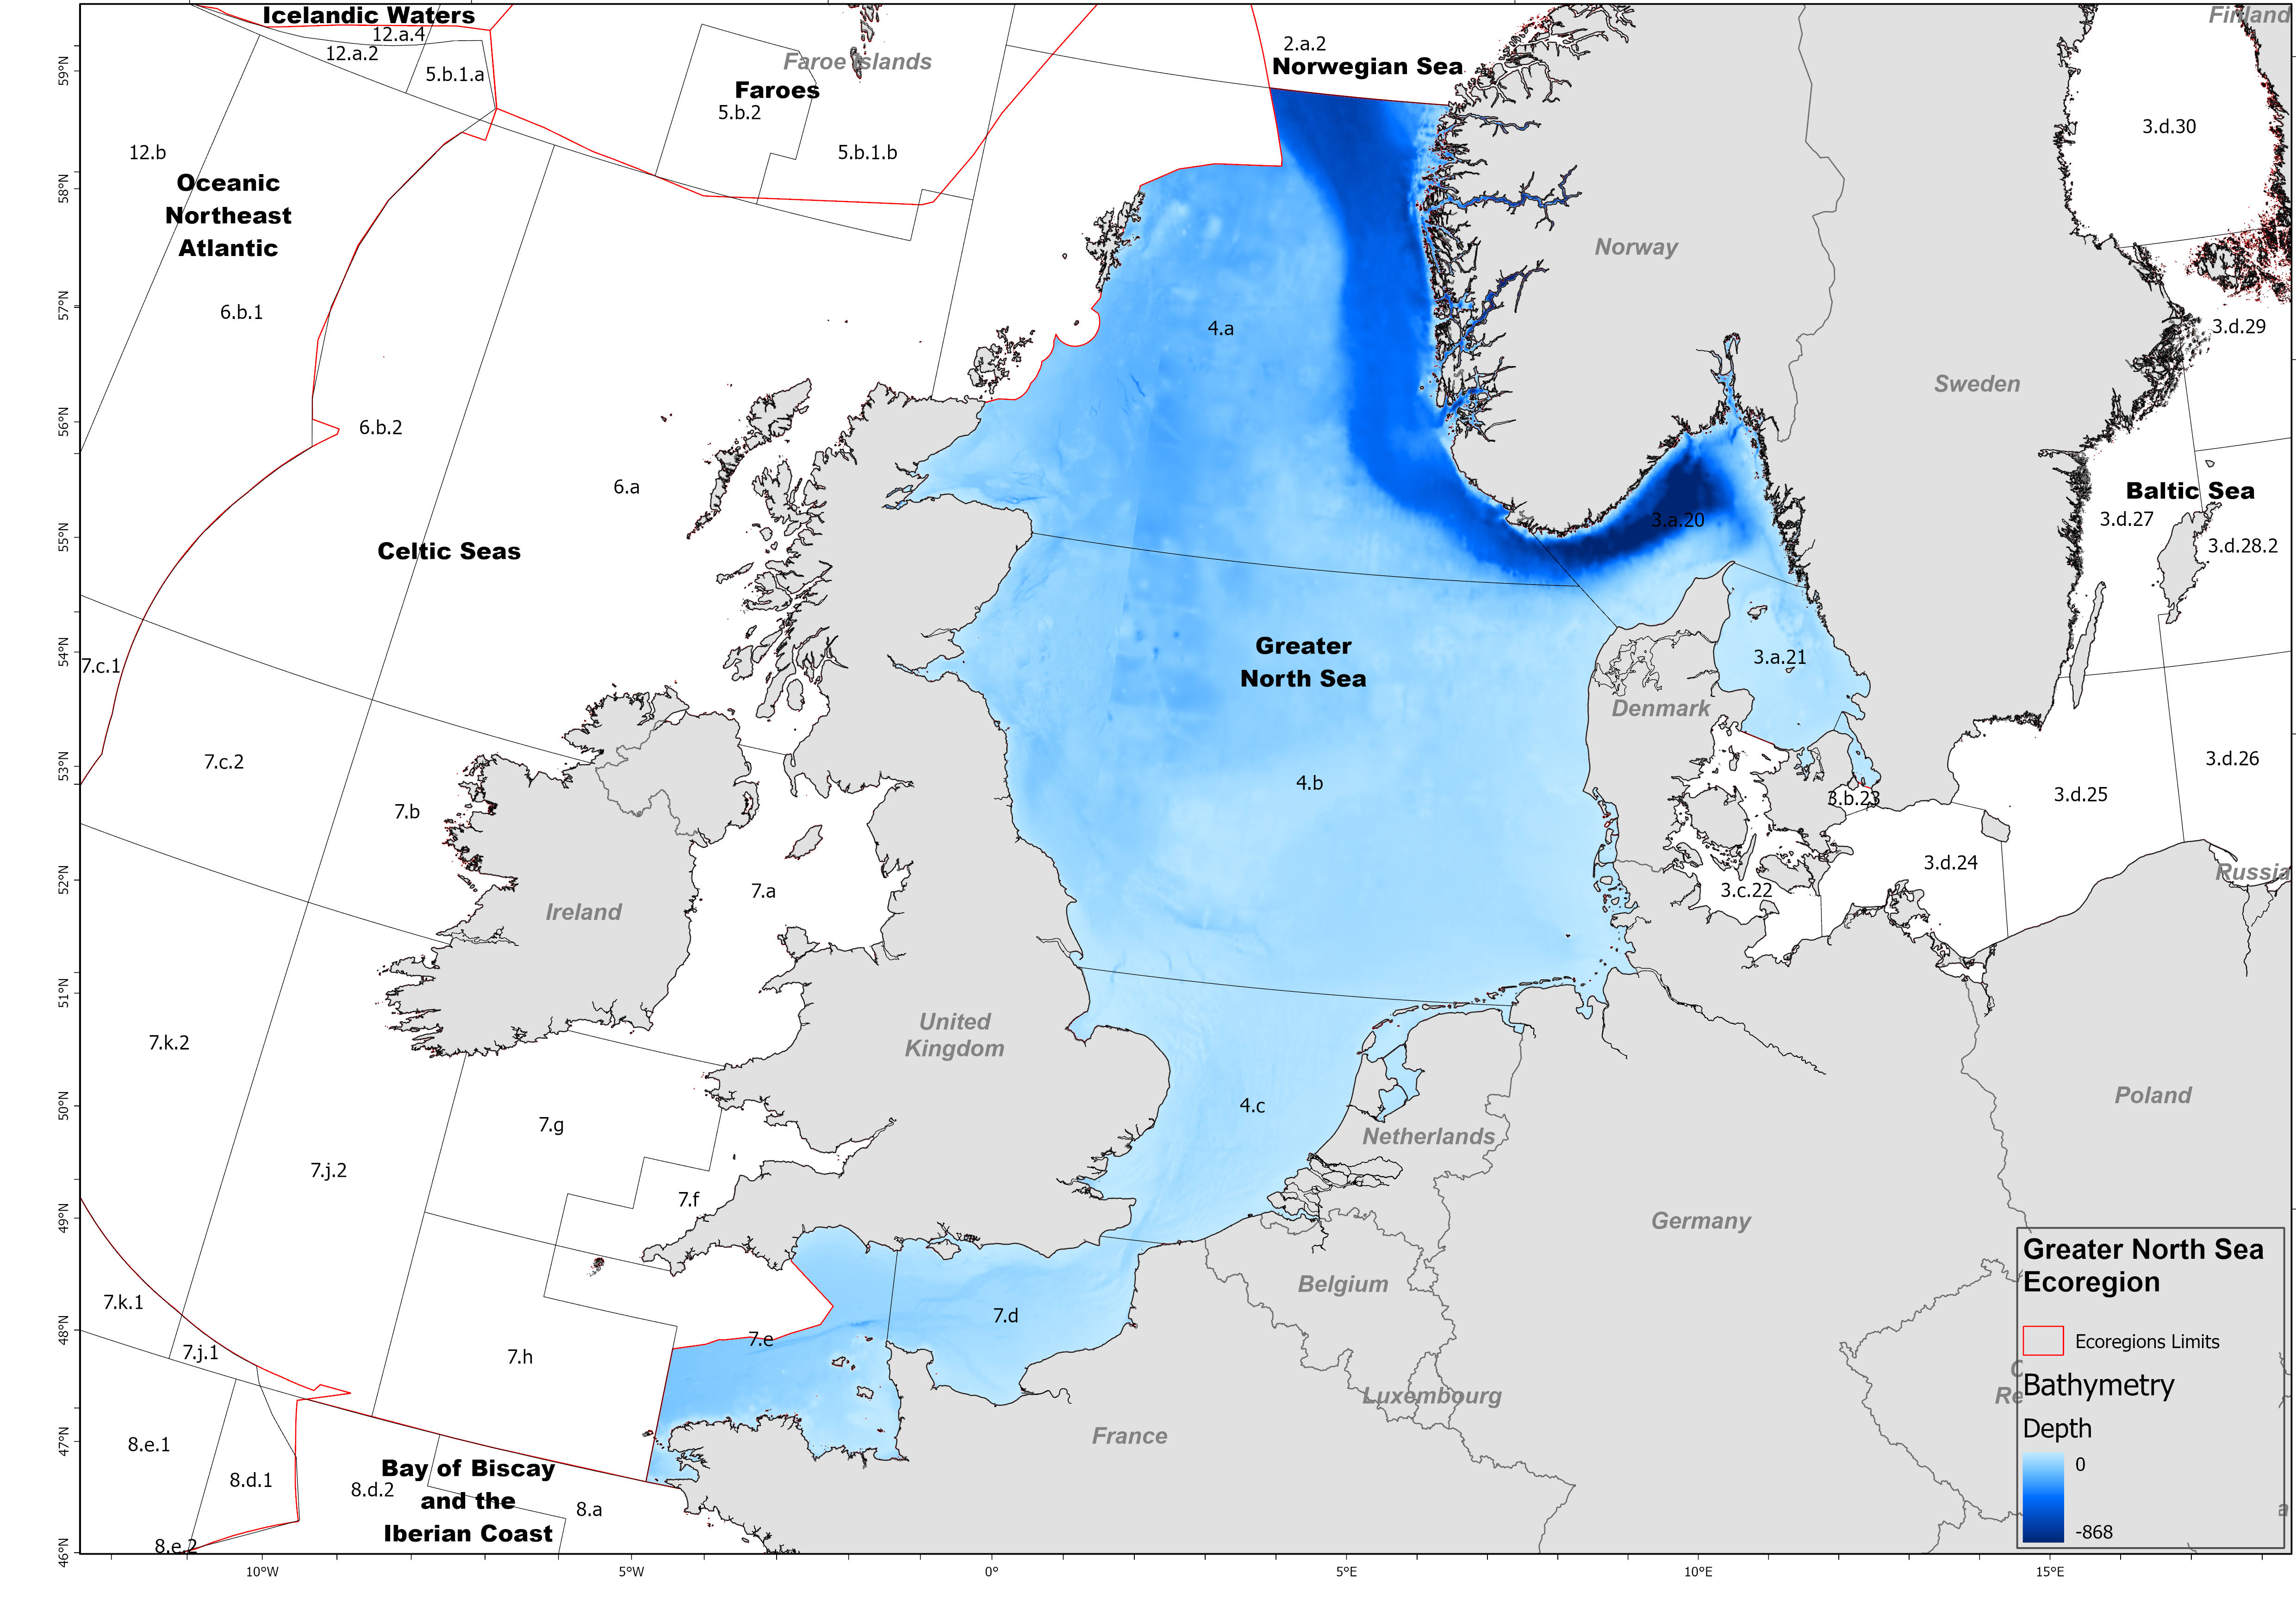 Icelandic Waters
12.a.4
12.a.2
5.b.1.a
Faroe Islands
Faroes
5.b.2
5.b.1.b
2.a.2
Norwegian Sea
Finland
12.b
3.d.30
Oceanic
Northeast
Atlantic
Norway
6.b.1
4.a
3.d.29
Sweden
6.b.2
6.a
Baltic Sea
3.d.27
3.a.20
3.d.28.2
Celtic Seas
Greater
North Sea
3.a.21
7.c.1
Denmark
7.c.2
4.b
3.d.26
3.d.25
3.b.23
7.b
3.d.24
Russia
7.a
3.c.22
Ireland
United
Kingdom
7.k.2
Poland
4.c
7.g
Netherlands
7.j.2
7.f
Germany
Belgium
7.k.1
7.d
7.e
7.j.1
7.h
Luxembourg
France
8.e.1
8.d.1
8.d.2
Bay of Biscay
and the
Iberian Coast
8.a
8.e.2
Greater North Sea
Ecoregion
Ecoregions Limits
Bathymetry
Depth
0
-868
59°N
58°N
57°N
56°N
55°N
54°N
53°N
52°N
51°N
50°N
49°N
48°N
47°N
46°N
10°W
5°W
0°
5°E
10°E
15°E